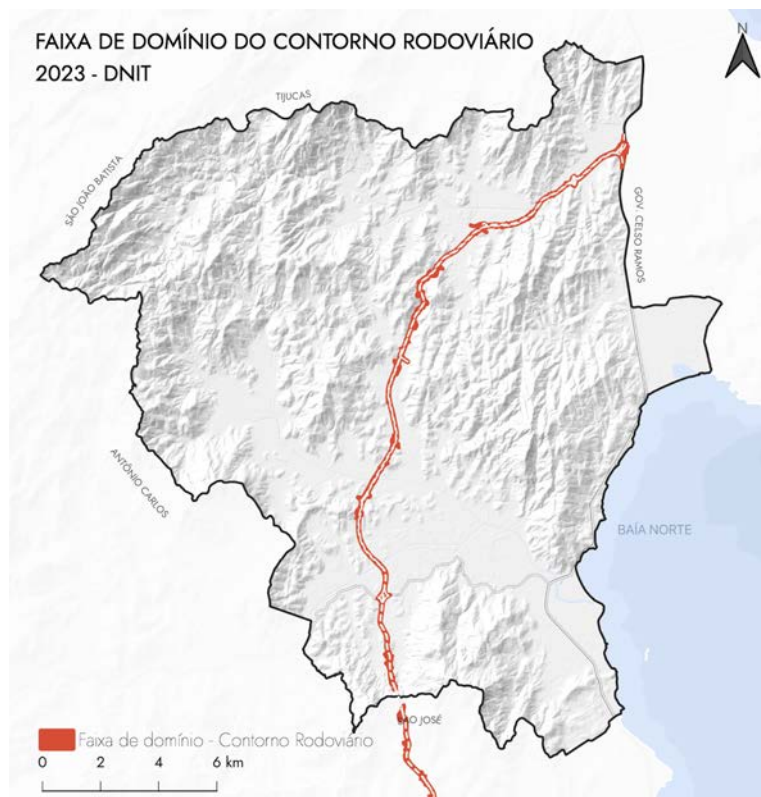 FAIXA DE DOMÍNIO DO CONTORNO RODOVIÁRIO
2023 - DNIT
N
TIJUCAS
SÃO JOÃO BATISTA
GOV. CELSO RAMOS
ANTÔNIO CARLOS
BAÍA NORTE
SÃO JOSÉ
Faixa de domínio - Contorno Rodoviário
0 2 4 6 km